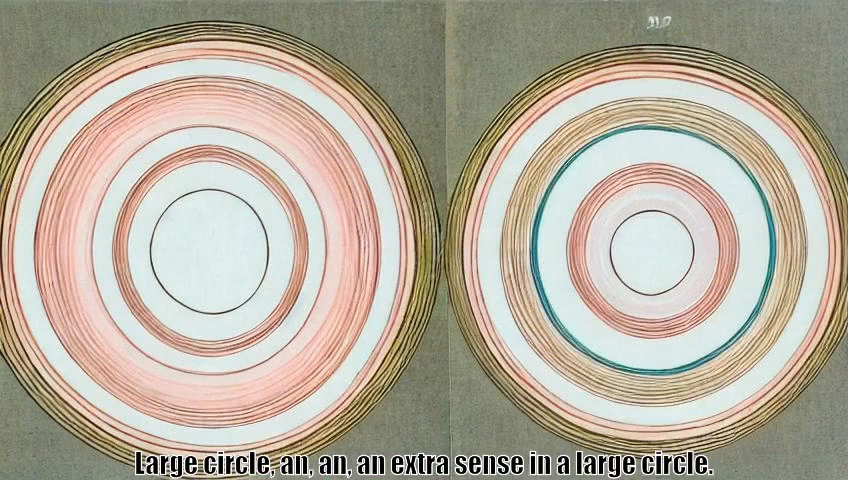 Large circle, an, an, an extra sense in a large circle.